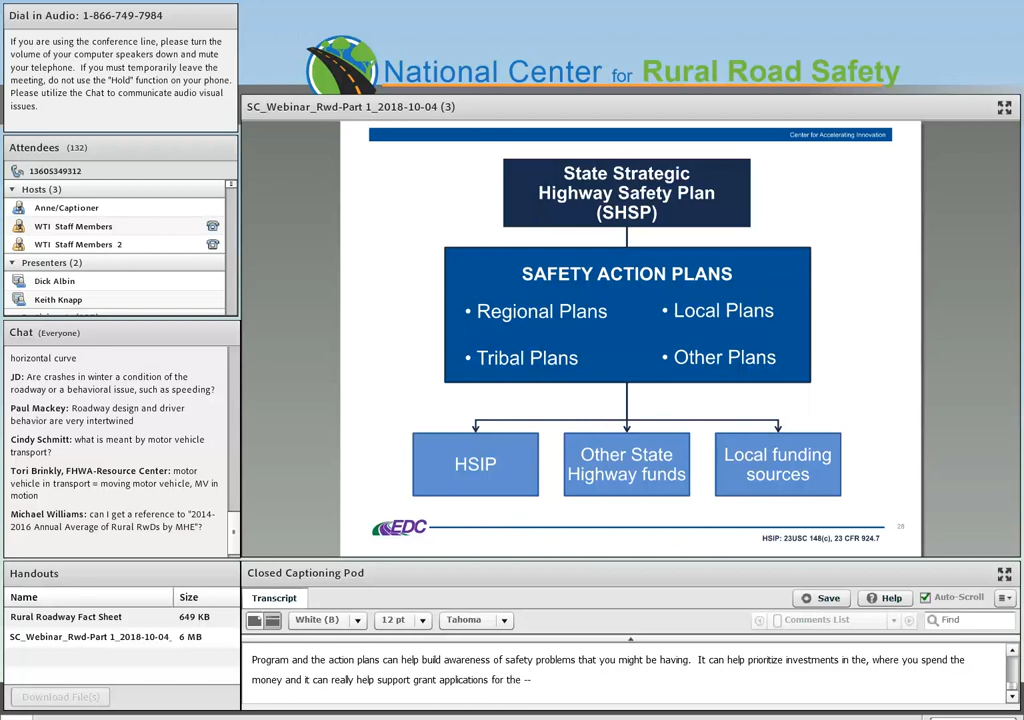 Dial in Audio: 1-866-749-7984
If you are using the conference line, please turn the
volume of your computer speakers down and mute
your telephone. If you must temporarily leave the
meeting, do not use the "Hold" function on your phone.
Please utilize the Chat to communicate audio visual
issues.
National Center for Rural Road Safety
Attendees (132)
13605349312
Hosts (3)
Anne/Captioner
WTI Staff Members
WTI Staff Members 2
Presenters (2)
Dick Albin
Keith Knapp
Chat (Everyone)
horizontal curve
JD: Are crashes in winter a condition of the
roadway or a behavioral issue, such as speeding?
Paul Mackey: Roadway design and driver
behavior are very intertwined
Cindy Schmitt: what is meant by motor vehicle
transport?
Tori Brinkly, FHWA-Resource Center: motor
vehicle in transport = moving motor vehicle, MV in
motion
Michael Williams: can I get a reference to "2014-
2016 Annual Average of Rural RwDs by MHE"?
Handouts
Name Size
Rural Roadway Fact Sheet 649 KB
SC_Webinar_Rwd-Part 1_2018-10-04_ 6 MB
Download File(s)
SC_Webinar_Rwd-Part 1_2018-10-04 (3)
Center for Accelerating Innovation
State Strategic
Highway Safety Plan
(SHSP)
SAFETY ACTION PLANS
• Regional Plans • Local Plans
• Tribal Plans • Other Plans
HSIP
Other State
Highway funds
Local funding
sources
EDC
28
HSIP: 23USC 148(c), 23 CFR 924.7
Closed Captioning Pod
Transcript Save Help Auto-Scroll
White (B) 12 pt Tahoma Comments List Find
Program and the action plans can help build awareness of safety problems that you might be having. It can help prioritize investments in the, where you spend the
money and it can really help support grant applications for the --